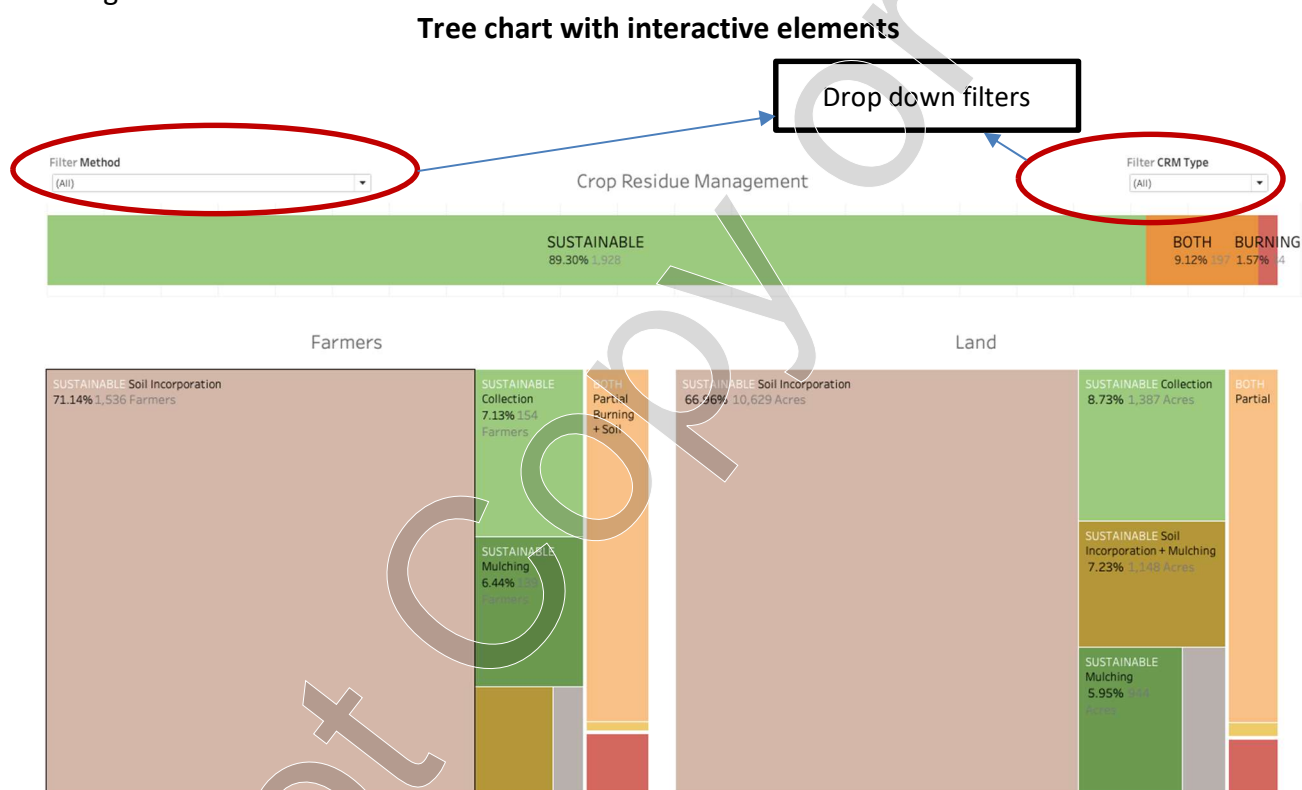 Tree chart with interactive elements
Drop down filters
Filter Method
(All)
Filter CRM Type
(All)
Crop Residue Management
SUSTAINABLE
89.30% 1,928
BOTH
9.12% 197
BURNING
1.57%
Farmers
Land
SUSTAINABLE Soil Incorporation
71.14% 1,536 Farmers
SUSTAINABLE
Collection
7.13% 154
Farmers
BOTH
Partial
Burning
+ Soil
SUSTAINABLE
Mulching
6.44%
Farmers
SUSTAINABLE Soil Incorporation
66.96% 10,629 Acres
SUSTAINABLE Collection
8.73% 1,387 Acres
BOTH
Partial
SUSTAINABLE Soil
Incorporation + Mulching
7.23% 1,148 Acres
SUSTAINABLE
Mulching
5.95% 944
Acres